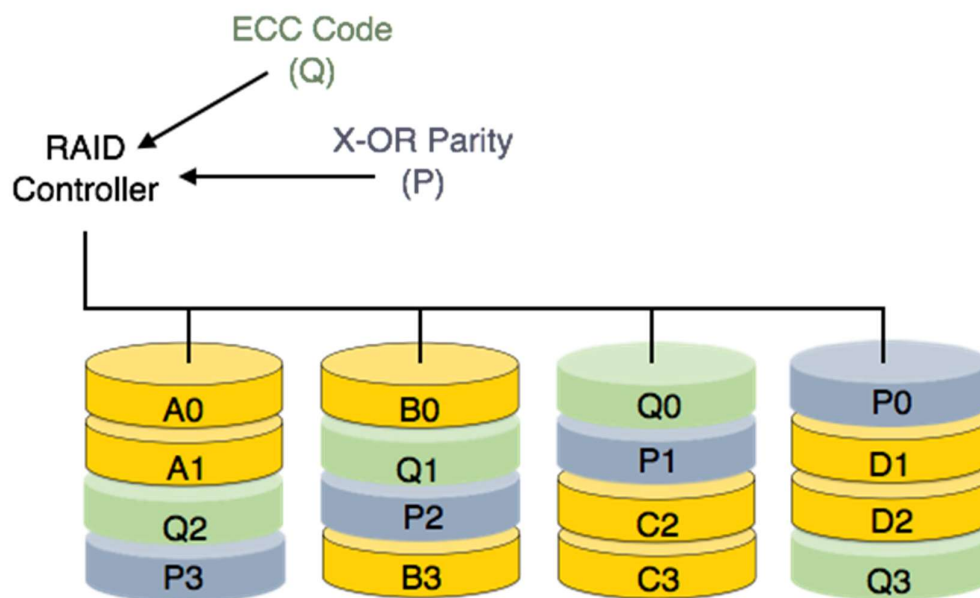 ECC Code
(Q)
RAID
Controller
X-OR Parity
(P)
A0
B0
Q0
P0
A1
Q1
P1
D1
Q2
P2
C2
D2
P3
B3
C3
Q3